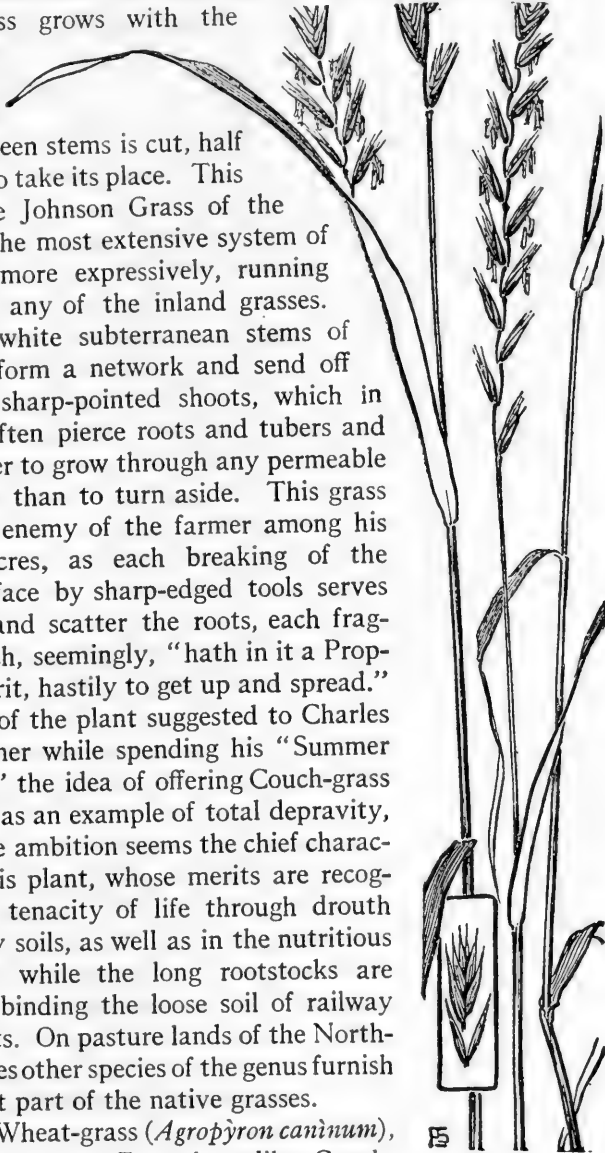 ss grows with the
een stems is cut, half
o take its place. This
e Johnson Grass of the
he most extensive system of
more expressively, running
any of the inland grasses.
white subterranean stems of
form a network and send off
sharp-pointed shoots, which in
ften pierce roots and tubers and
er to grow through any permeable
than to turn aside. This grass
enemy of the farmer among his
cres, as each breaking of the
face by sharp-edged tools serves
and scatter the roots, each frag-
h, seemingly, "hath in it a Prop-
rit, hastily to get up and spread."
of the plant suggested to Charles
ner while spending his "Summer
" the idea of offering Couch-grass
as an example of total depravity,
e ambition seems the chief charac-
is plant, whose merits are recog-
tenacity of life through drouth
y soils, as well as in the nutritious
while the long rootstocks are
binding the loose soil of railway
ts. On pasture lands of the North-
es other species of the genus furnish
t part of the native grasses.
Wheat-grass (Agropỳron canìnum),